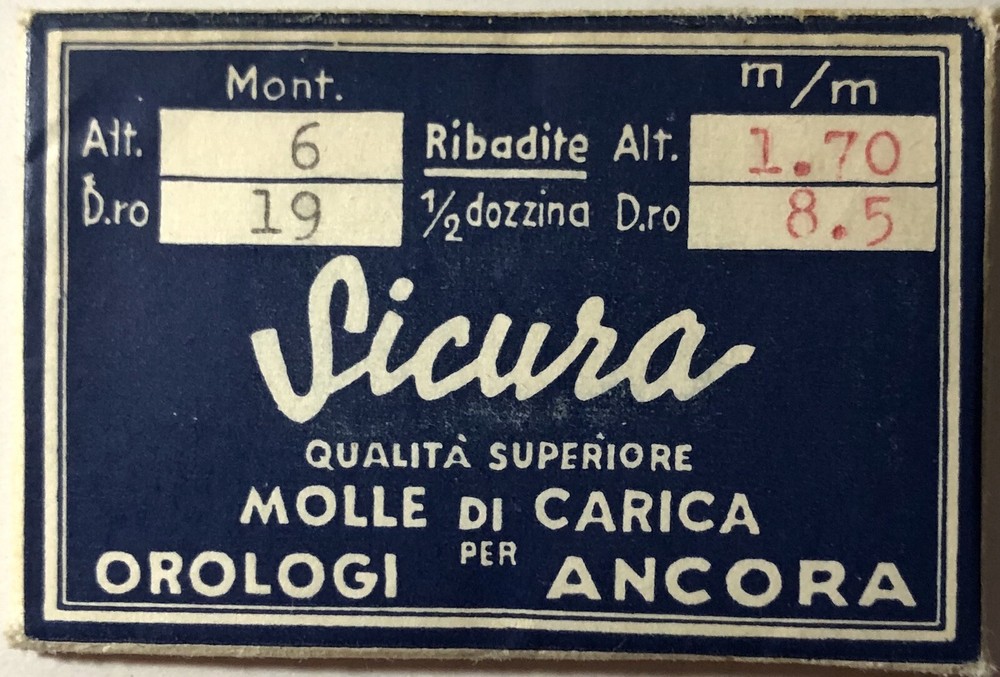 Mont. m/m
Alt. 6 Ribadite Alt. 1.70
D.ro 19 1/2 dozzina D.ro 8.5
Sicura
QUALITÀ SUPERIORE
MOLLE DI CARICA
PER
OROLOGI ANCORA